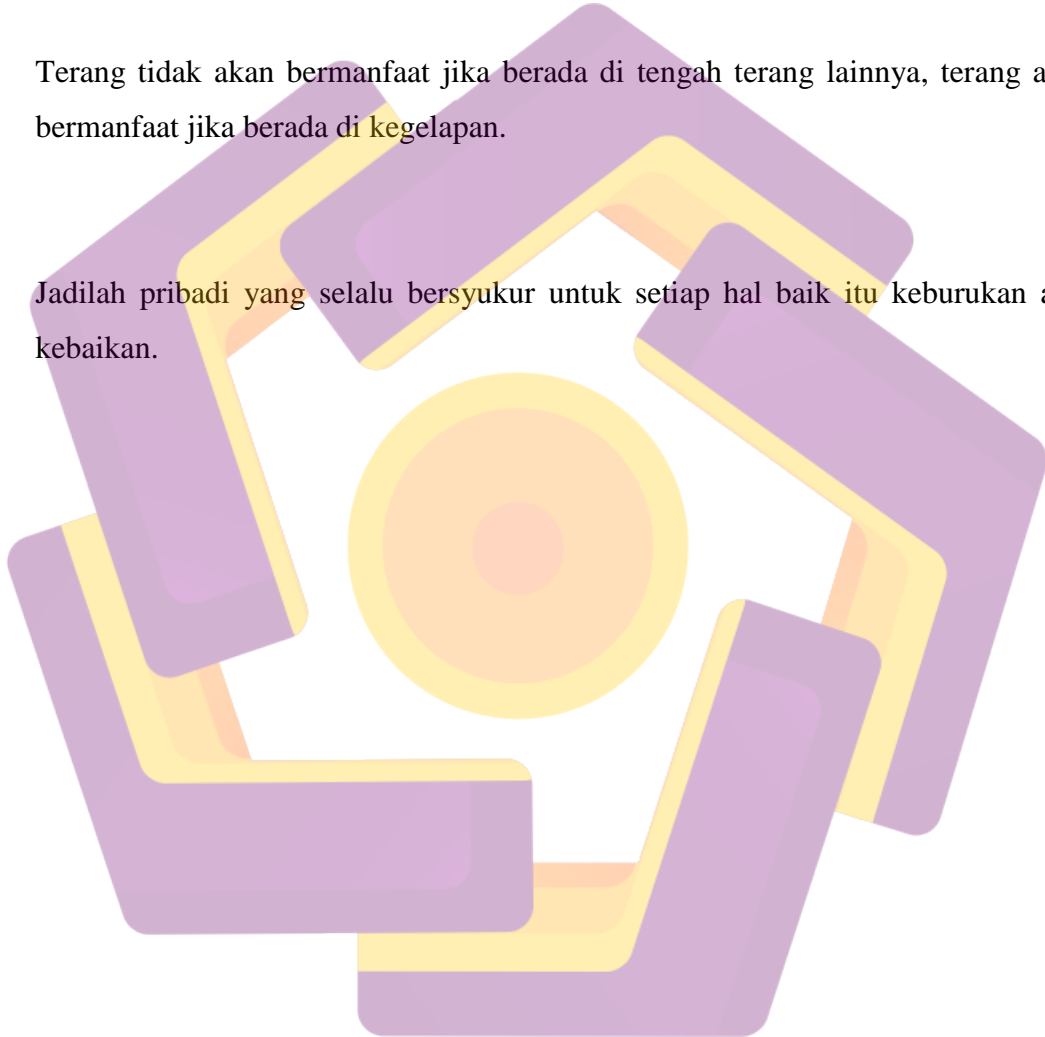 Terang tidak akan bermanfaat jika berada di tengah terang lainnya, terang a
bermanfaat jika berada di kegelapan.
Jadilah pribadi yang selalu bersyukur untuk setiap hal baik itu keburukan a
kebaikan.